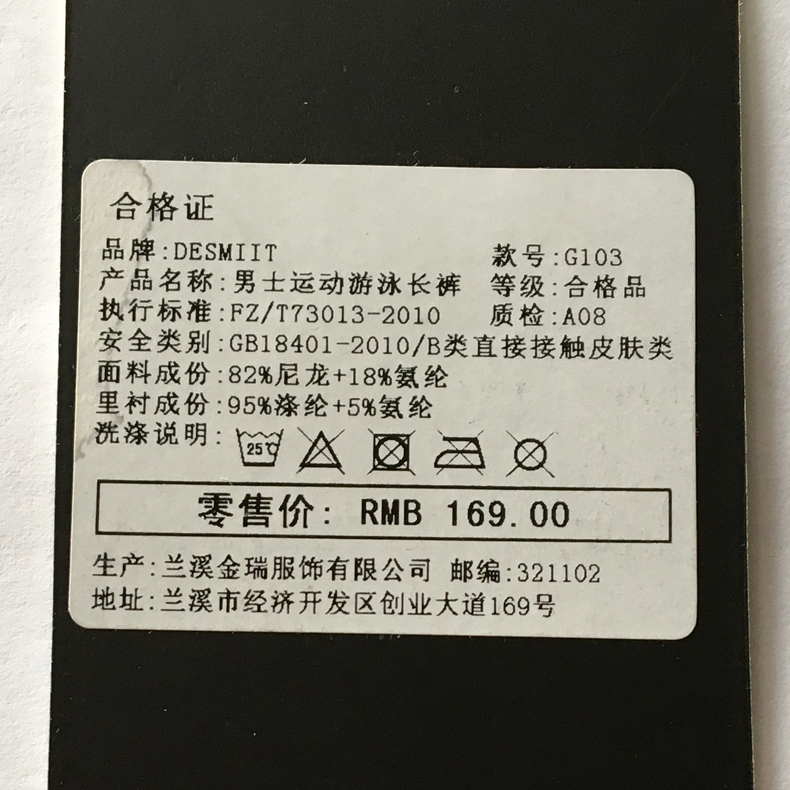 合格证
品牌:DESMIIT 款号:G103
产品名称:男士运动游泳长裤 等级:合格品
执行标准:FZ/T73013-2010 质检:A08
安全类别:GB18401-2010/B类直接接触皮肤类
面料成份:82%尼龙+18%氨纶
里衬成份:95%涤纶+5%氨纶
洗涤说明: 25℃
零售价: RMB 169.00
生产:兰溪金瑞服饰有限公司 邮编:321102
地址:兰溪市经济开发区创业大道169号